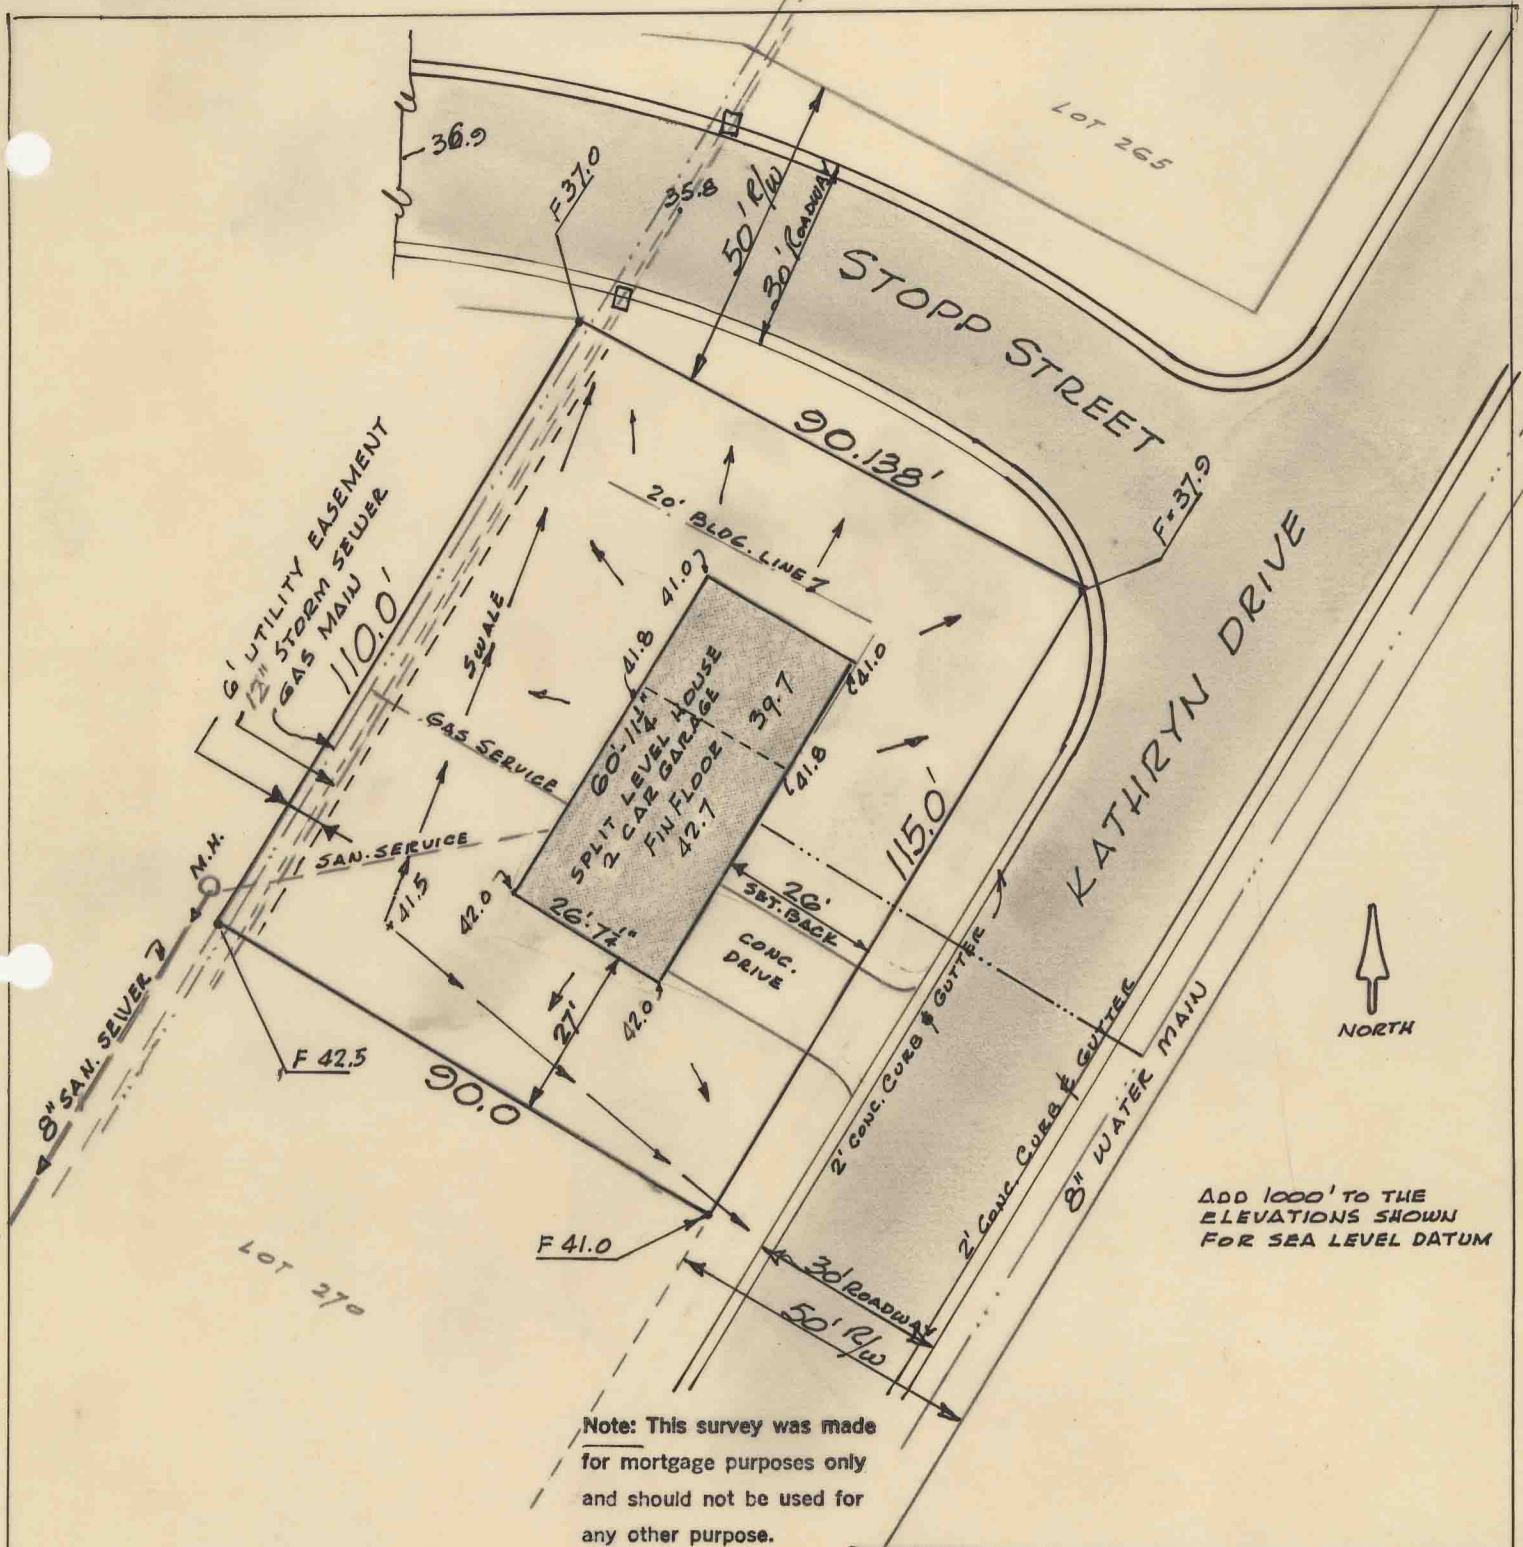 LOT 265
36.9
F 37.0
35.8
50' R/W
30' ROADWAY
STOPP STREET
90.138'
F=37.9
20' BLDG. LINE
6' UTILITY EASEMENT
12" STORM SEWER
GAS MAIN
110.0'
SWALE
41.0
41.8
41.0
41.8
60'-11¼"
SPLIT LEVEL HOUSE
2 CAR GARAGE
FIN FLOOR
42.7
39.7
GAS SERVICE
SAN. SERVICE
M.H.
41.5
42.0
26'-7¼"
42.0
27'
26'
SET-BACK
CONC.
DRIVE
115.0'
KATHRYN DRIVE
2' CONC. CURB & GUTTER
2' CONC. CURB & GUTTER
8" WATER MAIN
NORTH
8" SAN. SEWER
F 42.5
90.0
F 41.0
LOT 270
30' ROADWAY
50' R/W
ADD 1000' TO THE
ELEVATIONS SHOWN
FOR SEA LEVEL DATUM
Note: This survey was made
for mortgage purposes only
and should not be used for
any other purpose.